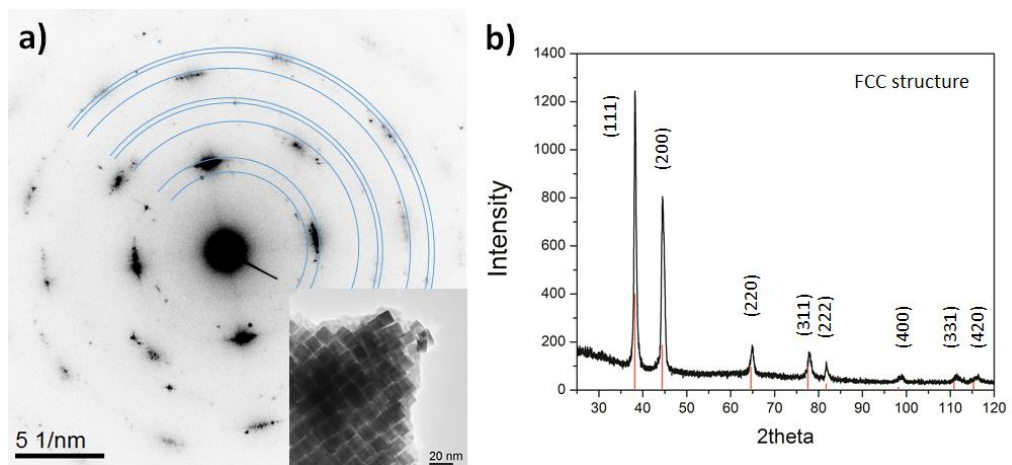 a)
5 1/nm
20 nm
b)
FCC structure
Intensity
1400
1200
1000
800
600
400
200
0
(111)
(200)
(220)
(311)
(222)
(400)
(331)
(420)
30 40 50 60 70 80 90 100 110 120
2theta